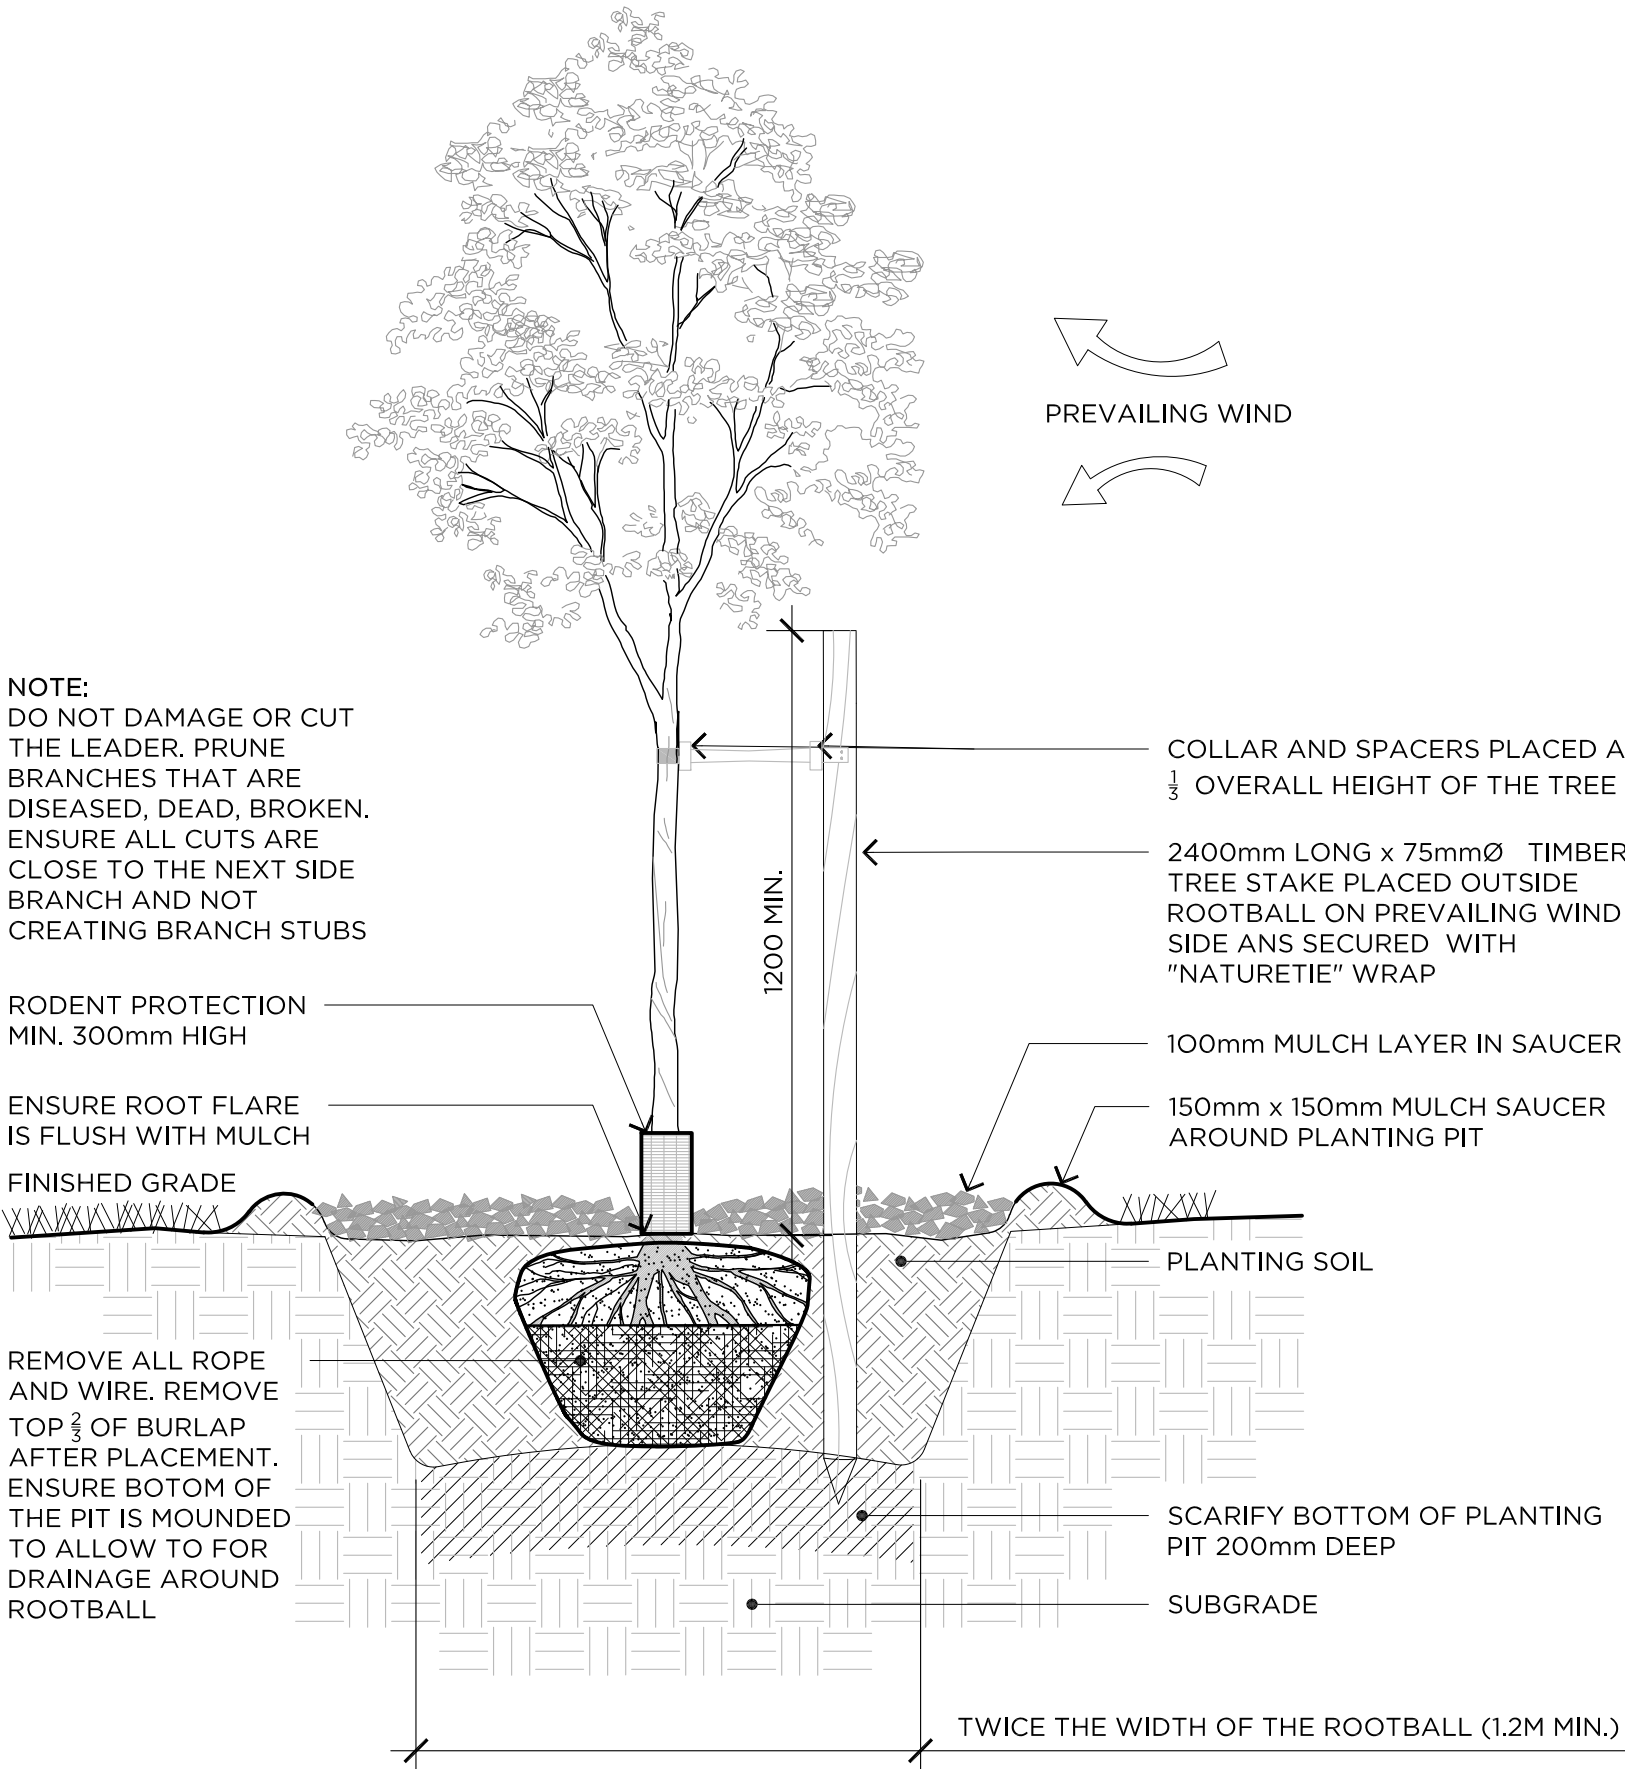 PREVAILING WIND
NOTE:
DO NOT DAMAGE OR CUT
THE LEADER. PRUNE
BRANCHES THAT ARE
DISEASED, DEAD, BROKEN.
ENSURE ALL CUTS ARE
CLOSE TO THE NEXT SIDE
BRANCH AND NOT
CREATING BRANCH STUBS
RODENT PROTECTION
MIN. 300mm HIGH
ENSURE ROOT FLARE
IS FLUSH WITH MULCH
FINISHED GRADE
REMOVE ALL ROPE
AND WIRE. REMOVE
TOP 2/3 OF BURLAP
AFTER PLACEMENT.
ENSURE BOTOM OF
THE PIT IS MOUNDED
TO ALLOW TO FOR
DRAINAGE AROUND
ROOTBALL
1200 MIN.
COLLAR AND SPACERS PLACED A
1/3 OVERALL HEIGHT OF THE TREE
2400mm LONG x 75mmØ TIMBER
TREE STAKE PLACED OUTSIDE
ROOTBALL ON PREVAILING WIND
SIDE ANS SECURED WITH
"NATURETIE" WRAP
100mm MULCH LAYER IN SAUCER
150mm x 150mm MULCH SAUCER
AROUND PLANTING PIT
PLANTING SOIL
SCARIFY BOTTOM OF PLANTING
PIT 200mm DEEP
SUBGRADE
TWICE THE WIDTH OF THE ROOTBALL (1.2M MIN.)